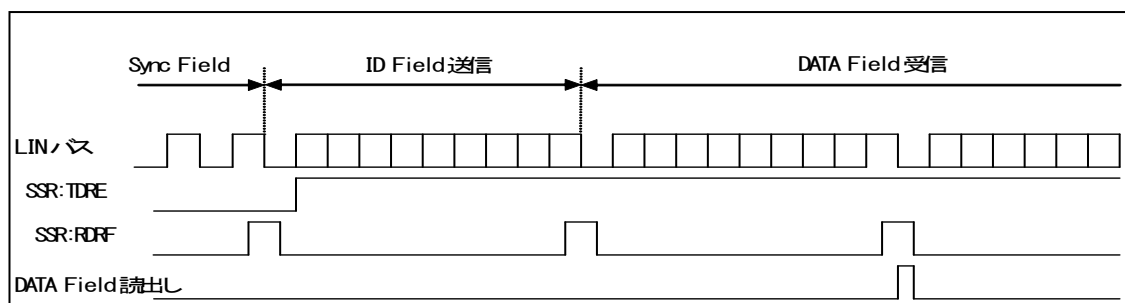 Sync Field
ID Field送信
DATA Field受信
LINバス
SSR:TDRE
SSR:RDRF
DATA Field読出し